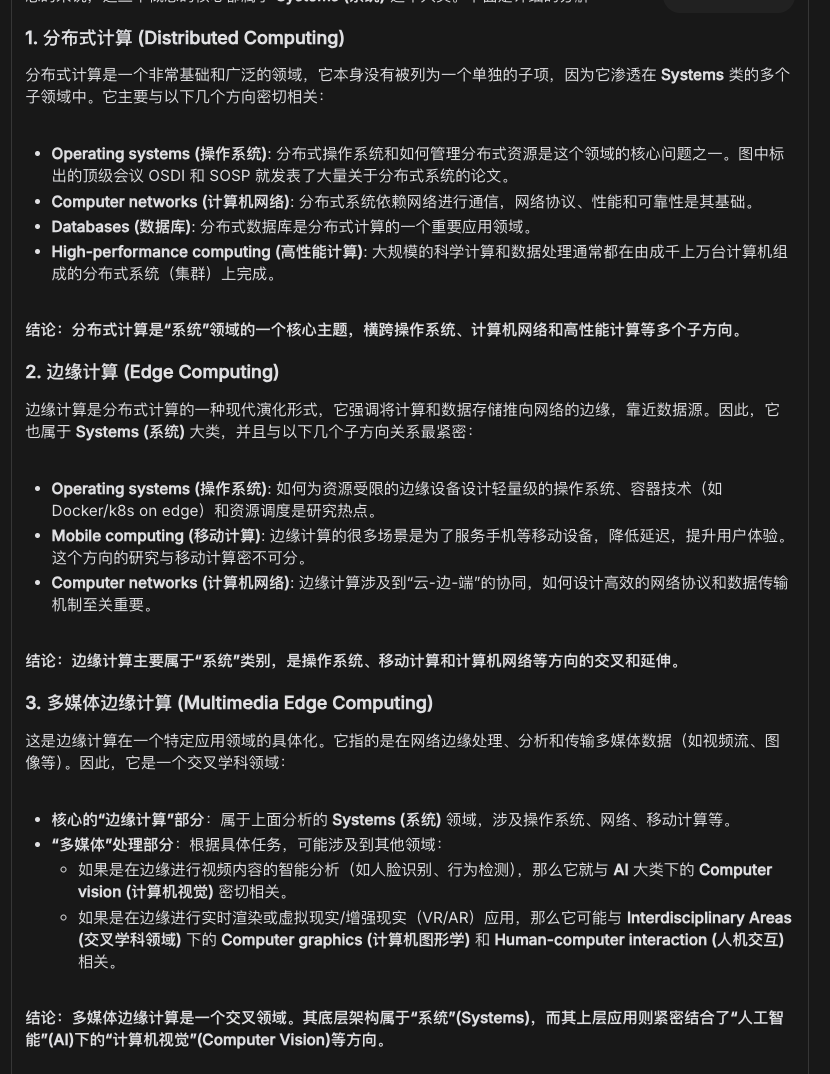 1. 分布式计算 (Distributed Computing)
分布式计算是一个非常基础和广泛的领域，它本身没有被列为一个单独的子项，因为它渗透在 Systems 类的多个
子领域中。它主要与以下几个方向密切相关：
• Operating systems (操作系统): 分布式操作系统和如何管理分布式资源是这个领域的核心问题之一。图中标
出的顶级会议 OSDI 和 SOSP 就发表了大量关于分布式系统的论文。
• Computer networks (计算机网络): 分布式系统依赖网络进行通信，网络协议、性能和可靠性是其基础。
• Databases (数据库): 分布式数据库是分布式计算的一个重要应用领域。
• High-performance computing (高性能计算): 大规模的科学计算和数据处理通常都在由成千上万台计算机组
成的分布式系统（集群）上完成。
结论：分布式计算是“系统”领域的一个核心主题，横跨操作系统、计算机网络和高性能计算等多个子方向。
2. 边缘计算 (Edge Computing)
边缘计算是分布式计算的一种现代演化形式，它强调将计算和数据存储推向网络的边缘，靠近数据源。因此，它
也属于 Systems (系统) 大类，并且与以下几个子方向关系最紧密：
• Operating systems (操作系统): 如何为资源受限的边缘设备设计轻量级的操作系统、容器技术（如
Docker/k8s on edge）和资源调度是研究热点。
• Mobile computing (移动计算): 边缘计算的很多场景是为了服务手机等移动设备，降低延迟，提升用户体验。
这个方向的研究与移动计算密不可分。
• Computer networks (计算机网络): 边缘计算涉及到“云-边-端”的协同，如何设计高效的网络协议和数据传输
机制至关重要。
结论：边缘计算主要属于“系统”类别，是操作系统、移动计算和计算机网络等方向的交叉和延伸。
3. 多媒体边缘计算 (Multimedia Edge Computing)
这是边缘计算在一个特定应用领域的具体化。它指的是在网络边缘处理、分析和传输多媒体数据（如视频流、图
像等）。因此，它是一个交叉学科领域：
• 核心的“边缘计算”部分：属于上面分析的 Systems (系统) 领域，涉及操作系统、网络、移动计算等。
• “多媒体”处理部分：根据具体任务，可能涉及到其他领域：
◦ 如果是在边缘进行视频内容的智能分析（如人脸识别、行为检测），那么它就与 AI 大类下的 Computer
vision (计算机视觉) 密切相关。
◦ 如果是在边缘进行实时渲染或虚拟现实/增强现实（VR/AR）应用，那么它可能与 Interdisciplinary Areas
(交叉学科领域) 下的 Computer graphics (计算机图形学) 和 Human-computer interaction (人机交互)
相关。
结论：多媒体边缘计算是一个交叉领域。其底层架构属于“系统”(Systems)，而其上层应用则紧密结合了“人工智
能”(AI)下的“计算机视觉”(Computer Vision)等方向。